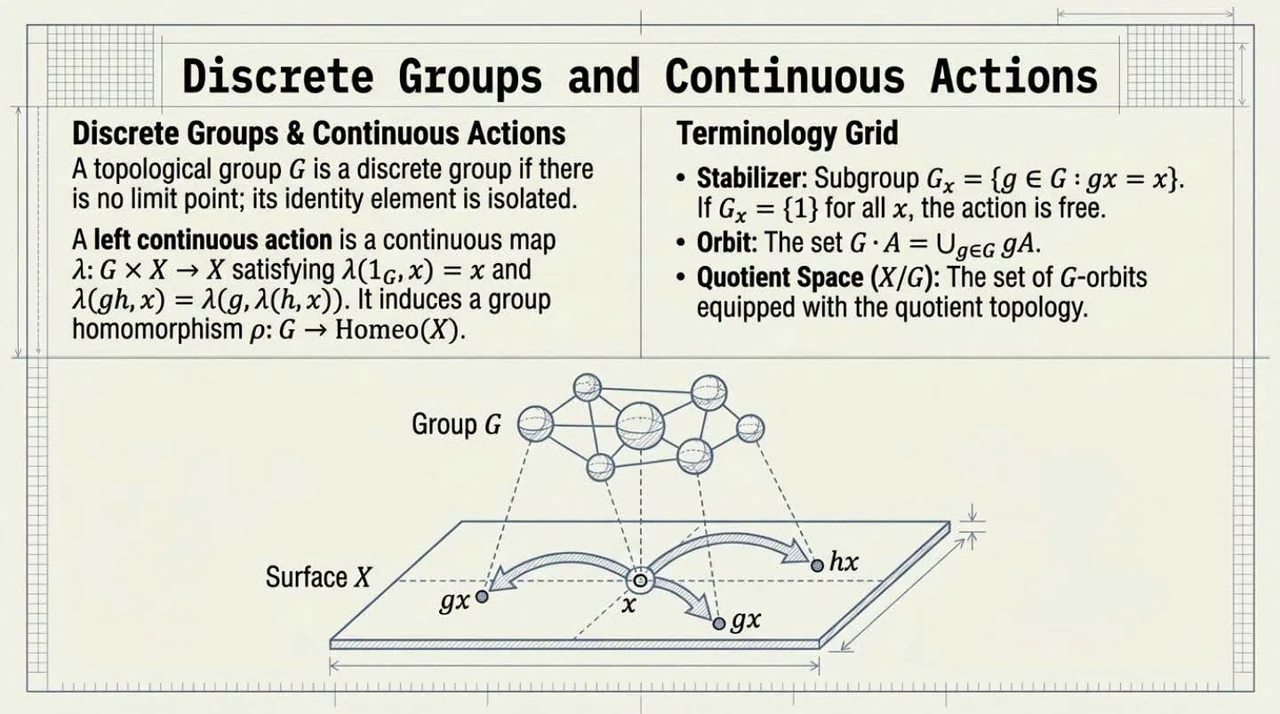 Discrete Groups and Continuous Actions
Discrete Groups & Continuous Actions
A topological group G is a discrete group if there
is no limit point; its identity element is isolated.
A left continuous action is a continuous map
λ: G × X → X satisfying λ(1_G, x) = x and
λ(gh, x) = λ(g, λ(h, x)). It induces a group
homomorphism ρ: G → Homeo(X).
Terminology Grid
• Stabilizer: Subgroup G_x = {g ∈ G : gx = x}.
If G_x = {1} for all x, the action is free.
• Orbit: The set G · A = ⋃_{g∈G} gA.
• Quotient Space (X/G): The set of G-orbits
equipped with the quotient topology.
Group G
Surface X
gx
x
gx
hx